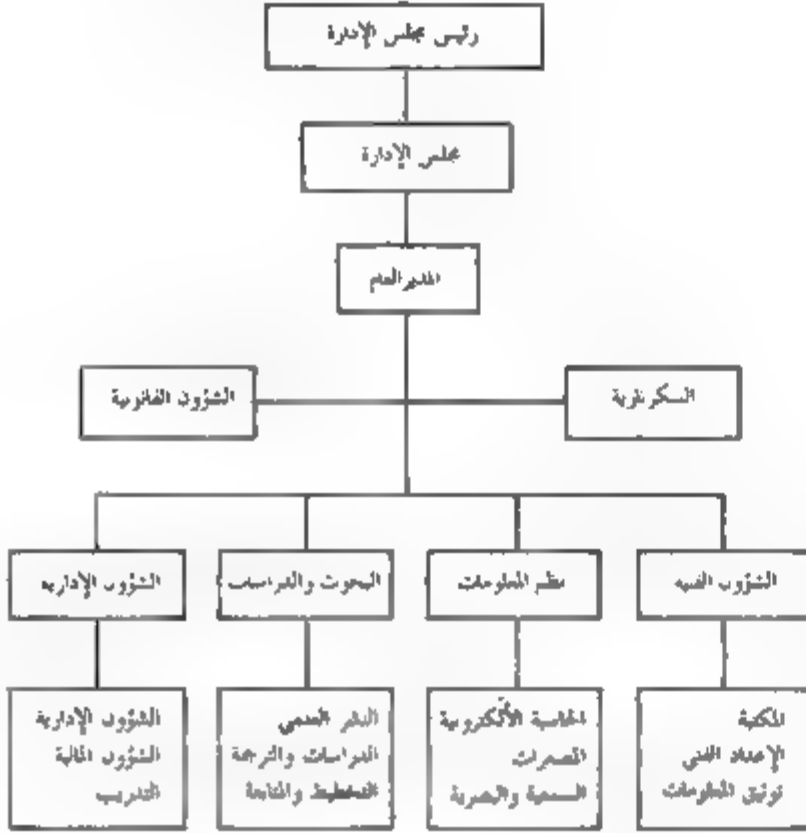 رئيس مجلس الإدارة
مجلس الإدارة
المدير العام
السكرتارية
الشؤون القانونية
الشؤون الفنية
نظم المعلومات
البحوث والدراسات
الشؤون الإدارية
المكتبة
الإعداد الفني
توثيق المعلومات
الحاسبة الألكترونية
المصغرات
السمعية والبصرية
النشر العلمي
الدراسات والترجمة
التخطيط والمتابعة
الشؤون الإدارية
الشؤون المالية
التدريب